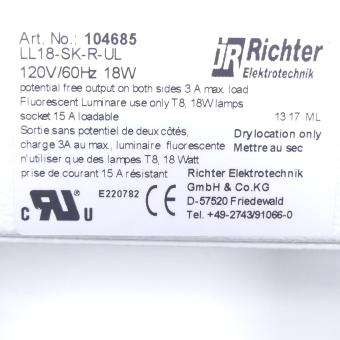 Art. No.: 104685
LL18-SK-R-UL
120V/60Hz 18W
R Richter
Elektrotechnik
potential free output on both sides 3 A max. load
Fluorescent Luminare use only T8, 18W lamps
socket 15 A loadable
13 17 ML
Sortie sans potentiel de deux côtés,
charge 3A au max., luminaire fluorescente
n'utiliser que des lampes T8, 18 Watt
prise de courant 15 A résistant
Dry location only
Mettre au sec
C RU US
E220782
CE
Richter Elektrotechnik
GmbH & Co.KG
D-57520 Friedewald
Tel. +49-2743/91066-0